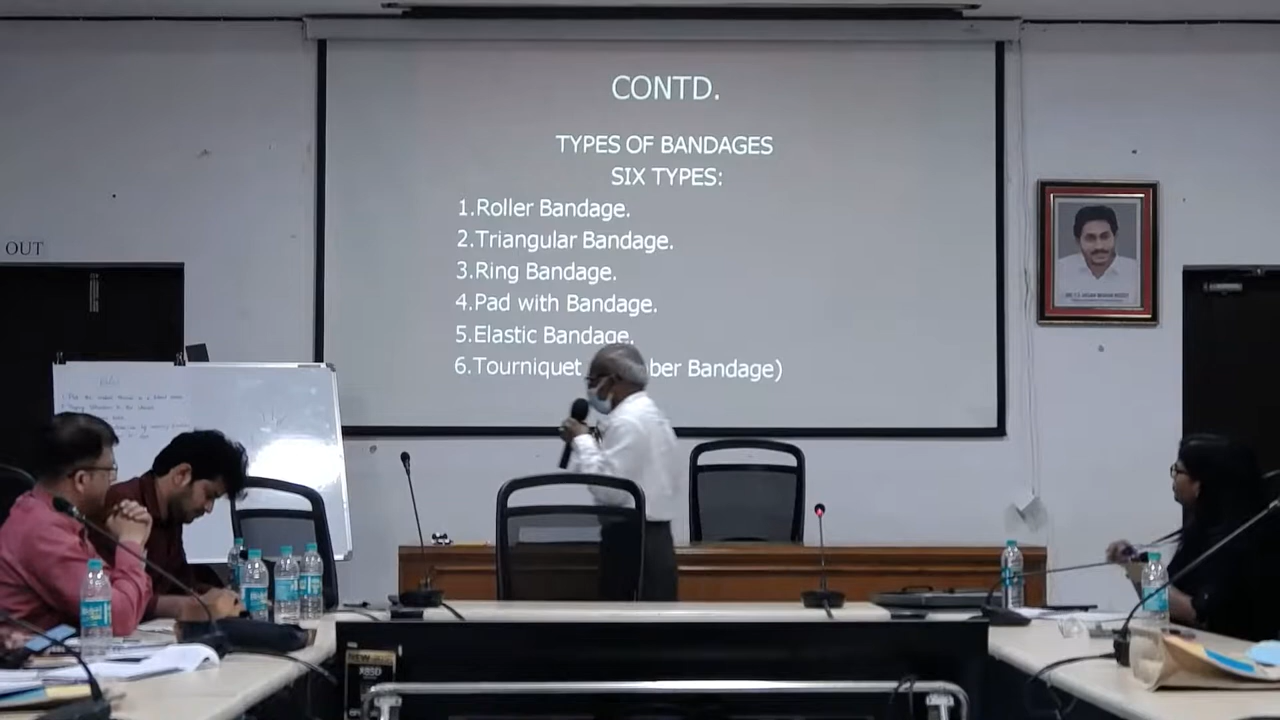 CONTD.
TYPES OF BANDAGES
SIX TYPES:
1.Roller Bandage.
2.Triangular Bandage.
3.Ring Bandage.
4.Pad with Bandage.
5.Elastic Bandage.
6.Tourniquet ber Bandage)
OUT